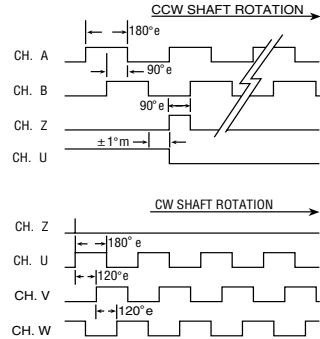 CCW SHAFT ROTATION
180°e
CH. A
90°e
CH. B
90°e
CH. Z
±1°m
CH. U
CW SHAFT ROTATION
CH. Z
180° e
CH. U
120°e
CH. V
120° e
CH. W